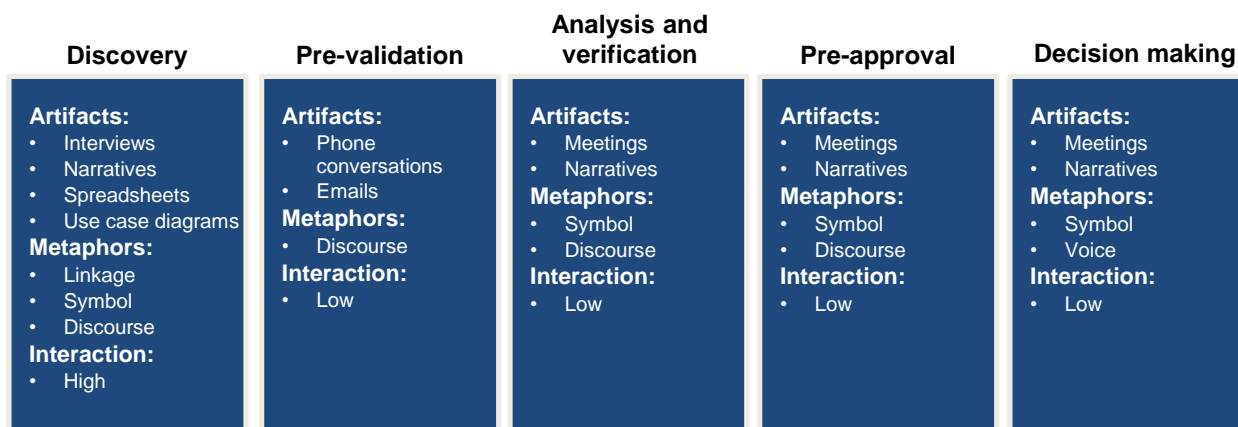 Discovery
Artifacts:
• Interviews
• Narratives
• Spreadsheets
• Use case diagrams
Metaphors:
• Linkage
• Symbol
• Discourse
Interaction:
• High
Pre-validation
Artifacts:
• Phone
conversations
• Emails
Metaphors:
• Discourse
Interaction:
• Low
Analysis and
verification
Artifacts:
• Meetings
• Narratives
Metaphors:
• Symbol
• Discourse
Interaction:
• Low
Pre-approval
Artifacts:
• Meetings
• Narratives
Metaphors:
• Symbol
• Discourse
Interaction:
• Low
Decision making
Artifacts:
• Meetings
• Narratives
Metaphors:
• Symbol
• Voice
Interaction:
• Low